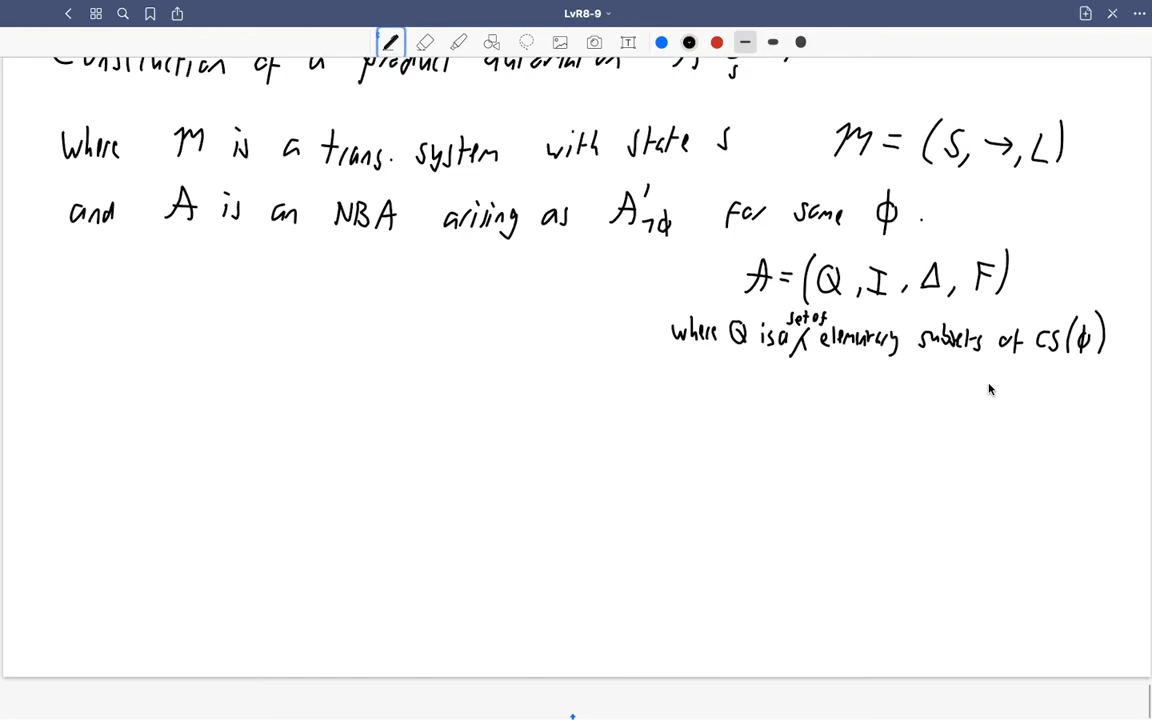 LvR8-9
Construction of a product automaton
Where M is a trans. system with state s M = (S, →, L)
and A is an NBA arising as A'¬ϕ for some ϕ.
A = (Q, I, Δ, F)
set of
where Q is a elementary subsets of CS(ϕ)